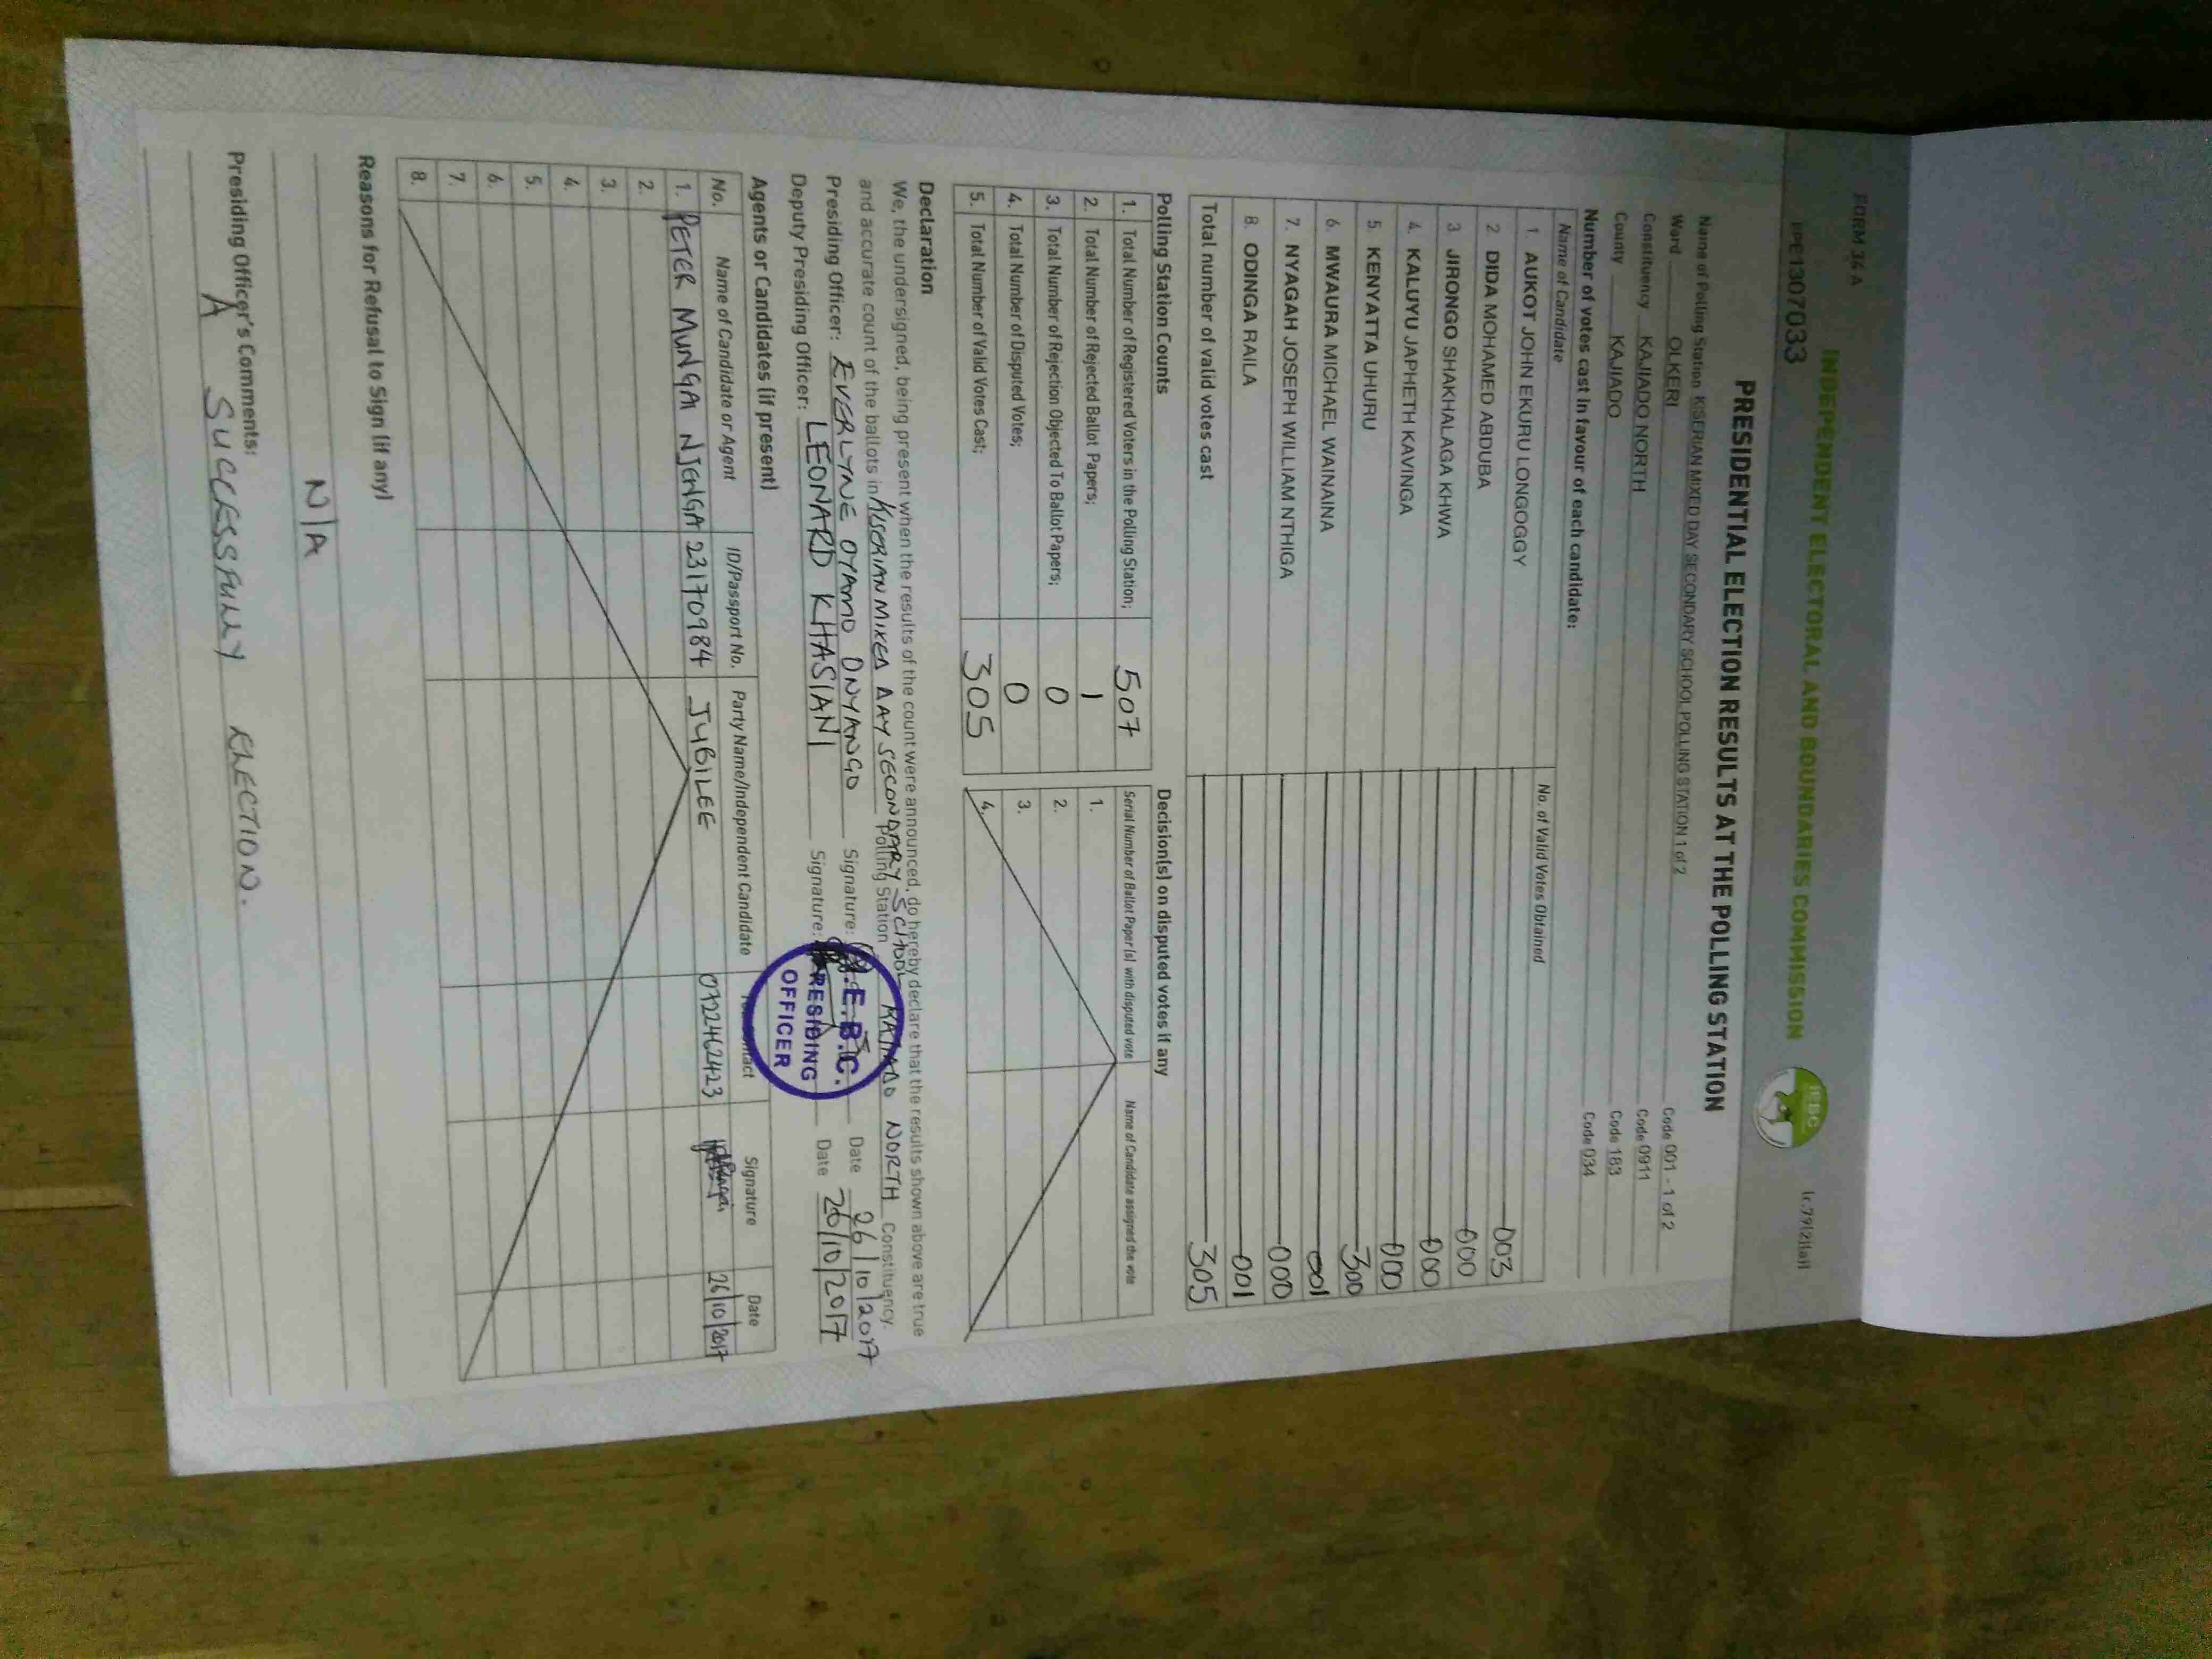 FORM 34 A
INDEPENDENT ELECTORAL AND BOUNDARIES COMMISSION
IEBC
PRESIDENTIAL ELECTION RESULTS AT THE POLLING STATION
Name of Polling Station KISERIAN MIXED DAY SECONDARY SCHOOL POLLING STATION 1 of 2 Code 001 - 1 of 2
Ward OLKERI Code 0911
Constituency KAJIADO NORTH Code 183
County KAJIADO Code 034
Number of votes cast in favour of each candidate:
Name of Candidate No. of Valid Votes Obtained
1. AUKOT JOHN EKURU LONGOGGY 003
2 DIDA MOHAMED ABDUBA 000
3 JIRONGO SHAKHALAGA KHWA 000
4. KALUYU JAPHETH KAVINGA 000
5 KENYATTA UHURU 300
6 MWAURA MICHAEL WAINAINA 001
7. NYAGAH JOSEPH WILLIAM NTHIGA 000
8. ODINGA RAILA 001
Total number of valid votes cast 305
Polling Station Counts
1. Total Number of Registered Voters in the Polling Station; 507
2. Total Number of Rejected Ballot Papers; 1
3. Total Number of Rejection Objected To Ballot Papers; 0
4. Total Number of Disputed Votes; 0
5. Total Number of Valid Votes Cast; 305
Decision(s) on disputed votes if any
Serial Number of Ballot Paper (s) with disputed vote Name of Candidate assigned the vote
1.
2.
3.
4.
Declaration
We, the undersigned, being present when the results of the count were announced, do hereby declare that the results shown above are true
and accurate count of the ballots in KISERIAN MIXED DAY SECONDARY SCHOOL Polling Station KAJIADO NORTH Constituency.
Presiding Officer: EVERLYNE OYAMO ONYANGO Signature: Date 26/10/2017
Deputy Presiding Officer: LEONARD KHASIANI Signature: Date 26/10/2017
I.E.B.C.
PRESIDING
OFFICER
Agents or Candidates (if present)
No. Name of Candidate or Agent ID/Passport No. Party Name/Independent Candidate Signature Date
1. PETER MUNGAI NJENGA 23170984 JUBILEE 0722462423 26/10/2017
2.
3.
4.
5.
6.
7.
8.
Reasons for Refusal to Sign (if any)
N/A
Presiding Officer's Comments:
A SUCCESSFULLY ELECTION.